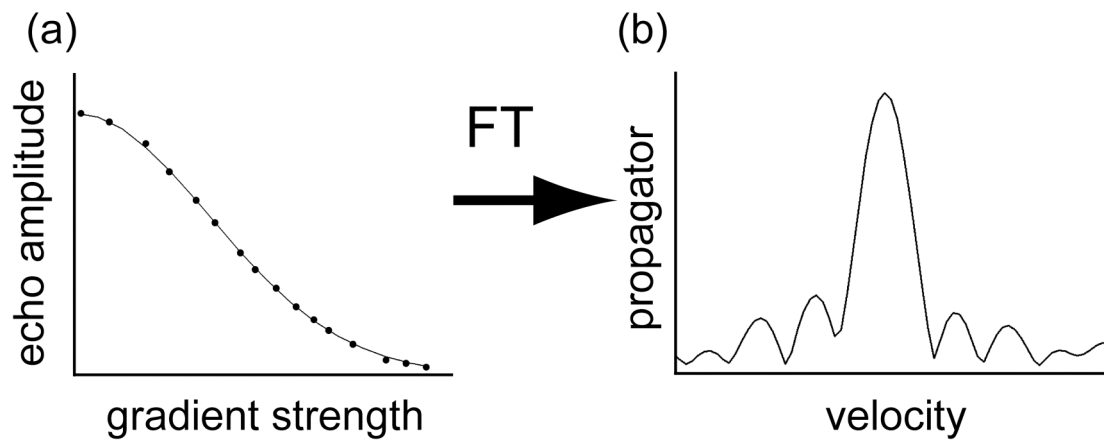 (a)
echo amplitude
gradient strength
FT
(b)
propagator
velocity